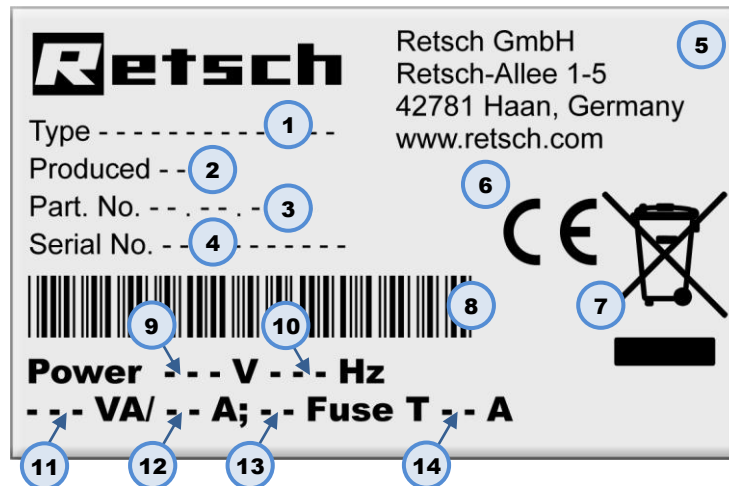 Retsch
Retsch GmbH
Retsch-Allee 1-5
42781 Haan, Germany
www.retsch.com
5
Type - - - - - - - - - - - - - -
1
Produced - -
2
Part. No. - - . - - . -
3
Serial No. - - - - - - - - - -
4
6
CE
7
8
9
10
Power - - - V - - - Hz
- - - VA/ - - A; - - Fuse T - - A
11
12
13
14